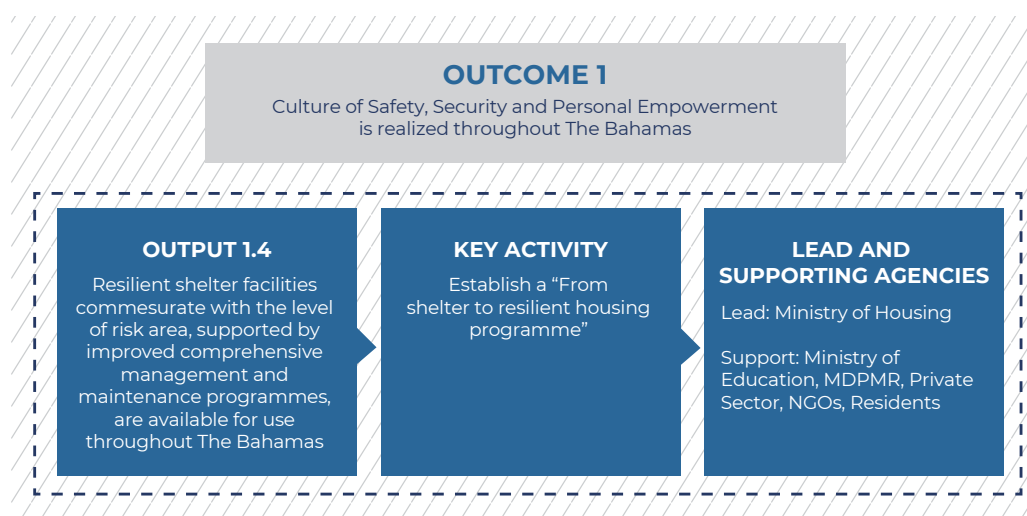 OUTCOME 1
Culture of Safety, Security and Personal Empowerment
is realized throughout The Bahamas
OUTPUT 1.4
Resilient shelter facilities
commesurate with the level
of risk area, supported by
improved comprehensive
management and
maintenance programmes,
are available for use
throughout The Bahamas
KEY ACTIVITY
Establish a “From
shelter to resilient housing
programme”
LEAD AND
SUPPORTING AGENCIES
Lead: Ministry of Housing
Support: Ministry of
Education, MDPMR, Private
Sector, NGOs, Residents